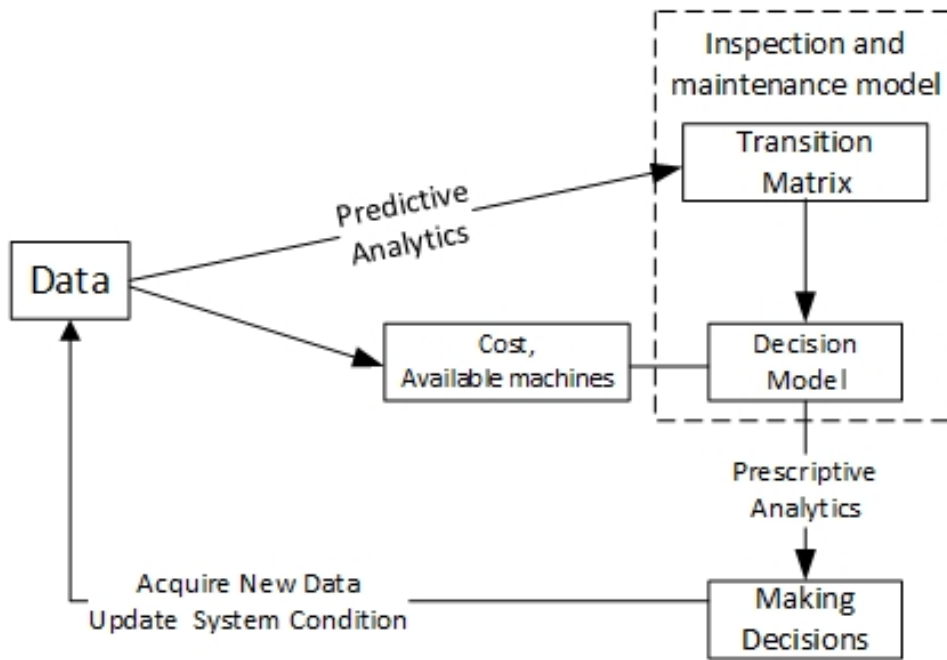 Inspection and
maintenance model
Transition
Matrix
Predictive
Analytics
Data
Cost,
Available machines
Decision
Model
Prescriptive
Analytics
Acquire New Data
Update System Condition
Making
Decisions